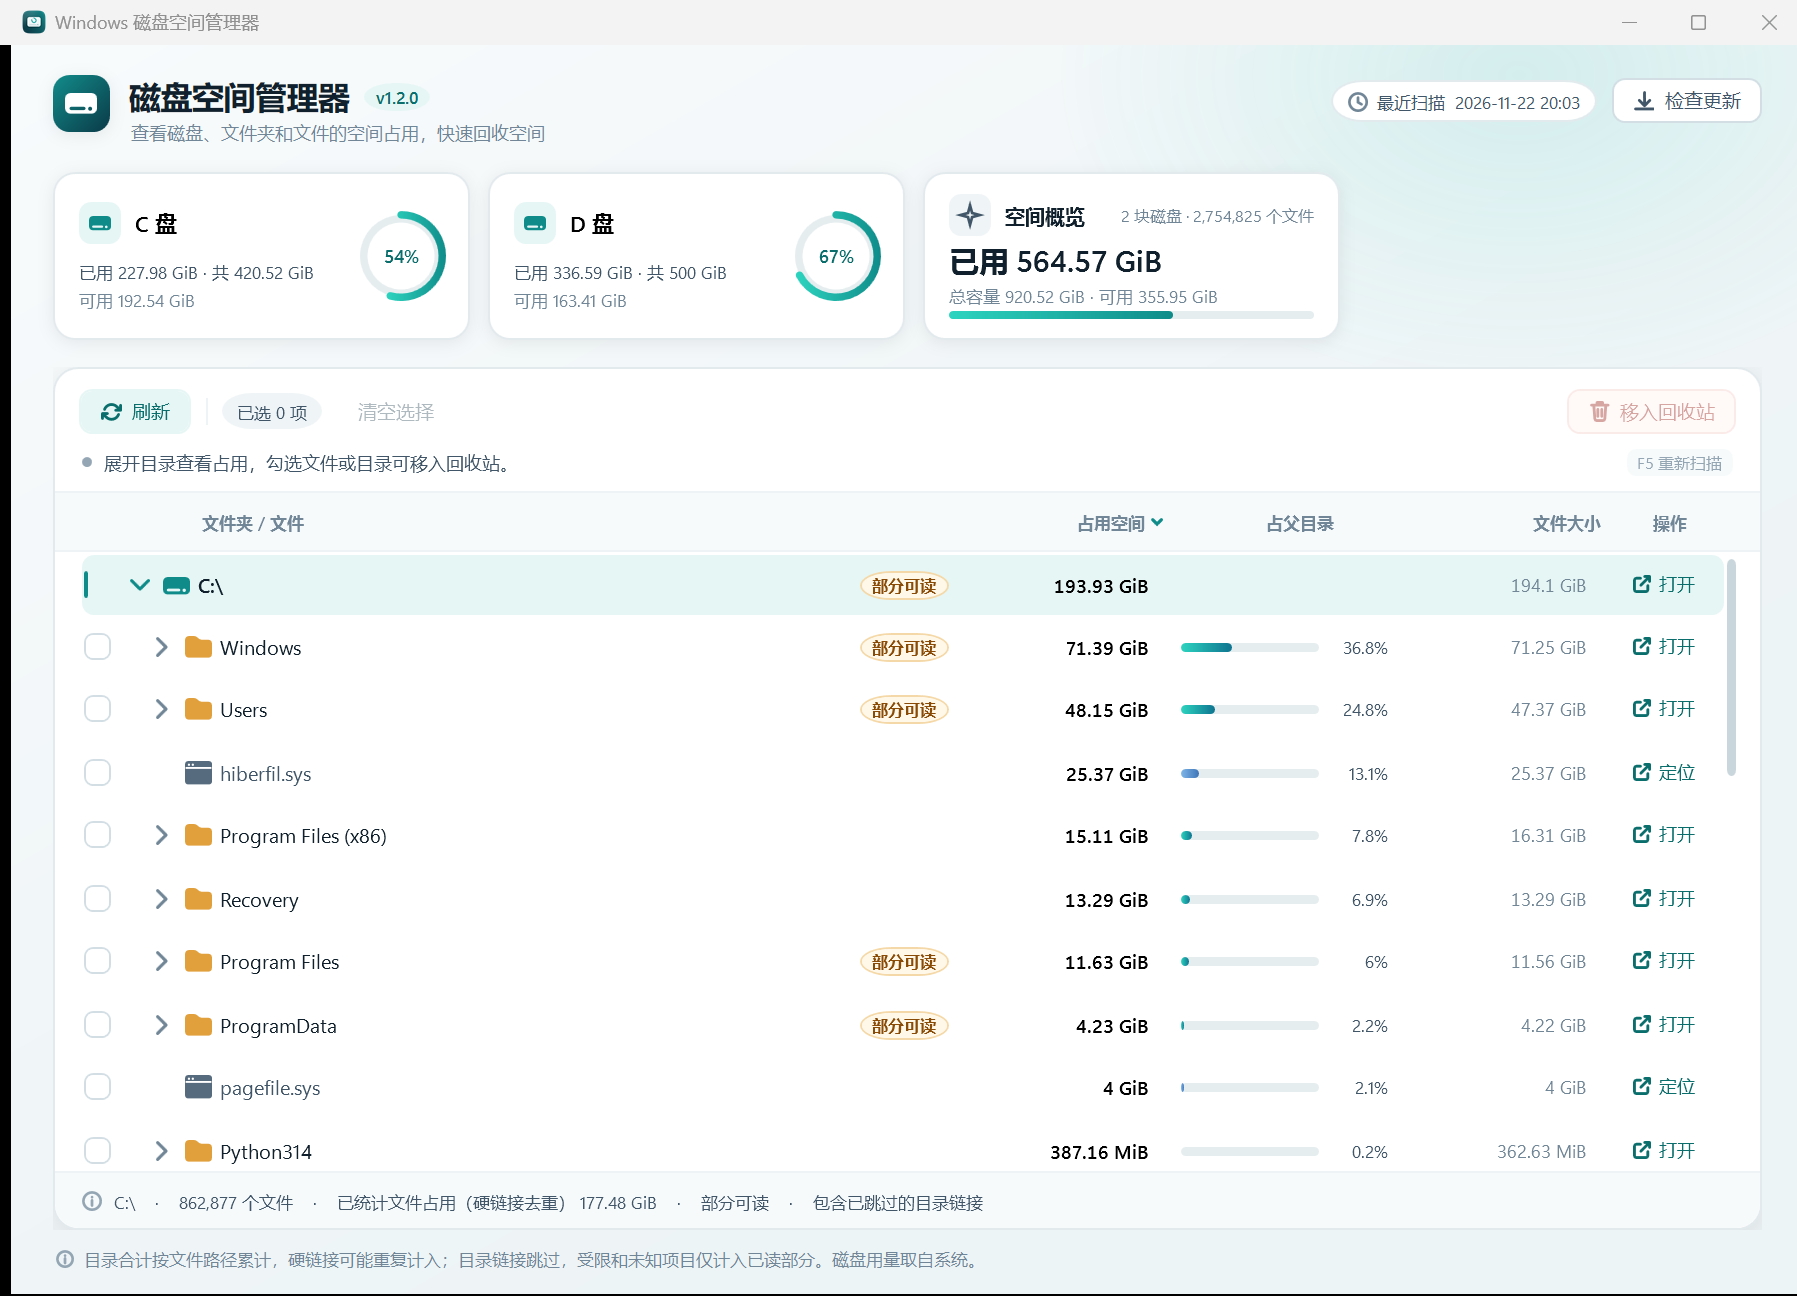 Windows 磁盘空间管理器
磁盘空间管理器 v1.2.0
查看磁盘、文件夹和文件的空间占用，快速回收空间
最近扫描 2026-11-22 20:03
检查更新
C 盘
已用 227.98 GiB · 共 420.52 GiB
可用 192.54 GiB
54%
D 盘
已用 336.59 GiB · 共 500 GiB
可用 163.41 GiB
67%
空间概览 2 块磁盘 · 2,754,825 个文件
已用 564.57 GiB
总容量 920.52 GiB · 可用 355.95 GiB
刷新 已选 0 项 清空选择 移入回收站
展开目录查看占用，勾选文件或目录可移入回收站。 F5 重新扫描
文件夹 / 文件 占用空间 占父目录 文件大小 操作
C:\ 部分可读 193.93 GiB 194.1 GiB 打开
Windows 部分可读 71.39 GiB 36.8% 71.25 GiB 打开
Users 部分可读 48.15 GiB 24.8% 47.37 GiB 打开
hiberfil.sys 25.37 GiB 13.1% 25.37 GiB 定位
Program Files (x86) 15.11 GiB 7.8% 16.31 GiB 打开
Recovery 13.29 GiB 6.9% 13.29 GiB 打开
Program Files 部分可读 11.63 GiB 6% 11.56 GiB 打开
ProgramData 部分可读 4.23 GiB 2.2% 4.22 GiB 打开
pagefile.sys 4 GiB 2.1% 4 GiB 定位
Python314 387.16 MiB 0.2% 362.63 MiB 打开
C:\ · 862,877 个文件 · 已统计文件占用（硬链接去重） 177.48 GiB · 部分可读 · 包含已跳过的目录链接
目录合计按文件路径累计，硬链接可能重复计入；目录链接跳过，受限和未知项目仅计入已读部分。磁盘用量取自系统。